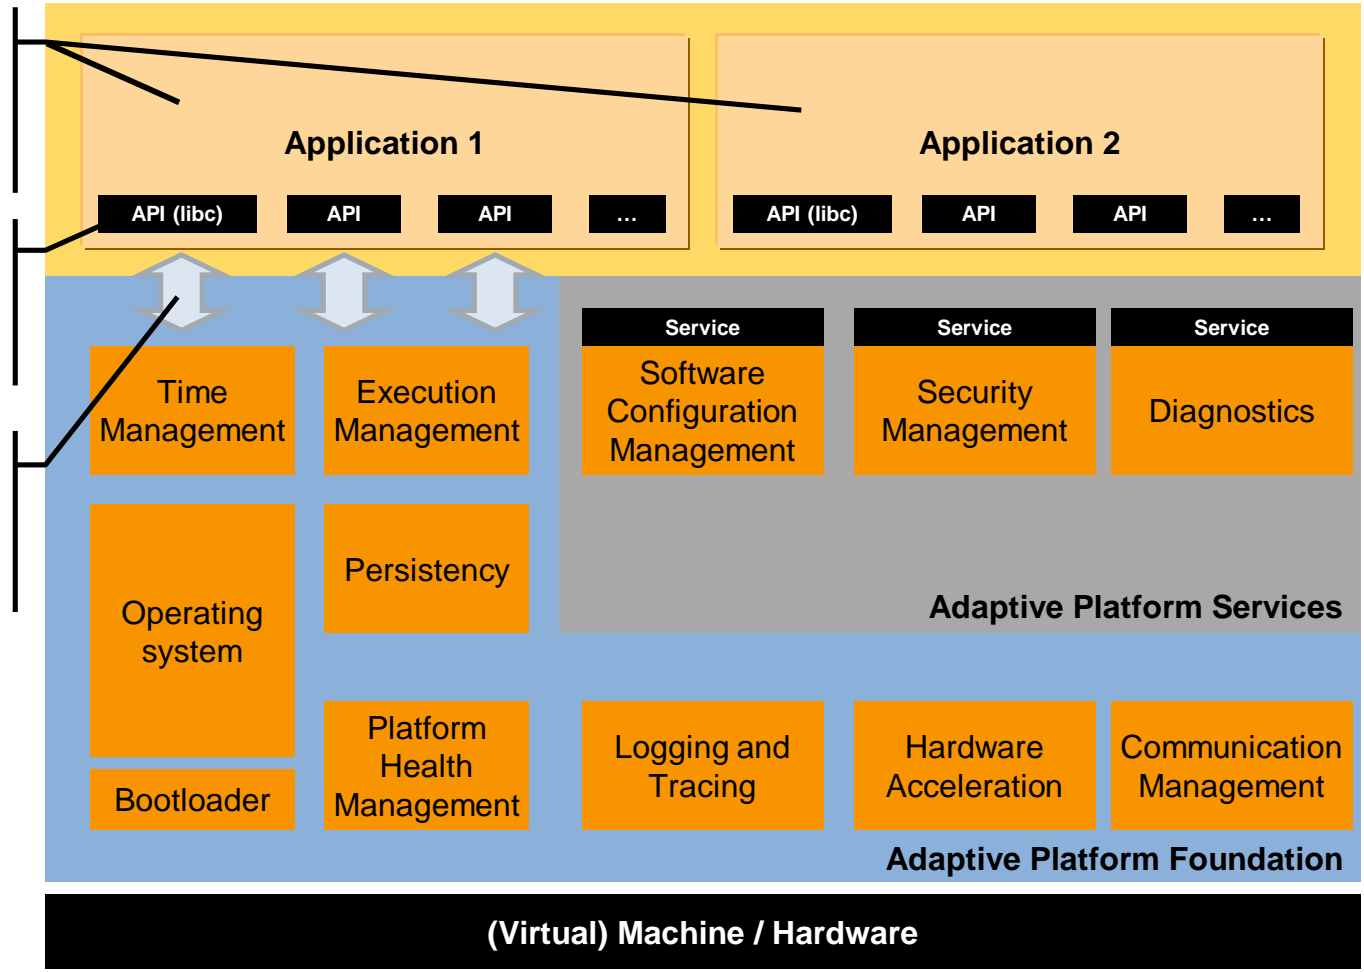 Application 1
Application 2
API (libc)
API
API
...
API (libc)
API
API
...
Service
Service
Service
Time
Management
Execution
Management
Software
Configuration
Management
Security
Management
Diagnostics
Operating
system
Persistency
Adaptive Platform Services
Bootloader
Platform
Health
Management
Logging and
Tracing
Hardware
Acceleration
Communication
Management
Adaptive Platform Foundation
(Virtual) Machine / Hardware